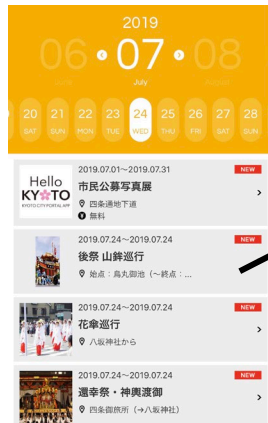 2019
06 07 08
July
20 21 22 23 24 25 26 27 28
SAT SUN MON TUE WED THU FRI SAT SUN
2019.07.01～2019.07.31 NEW
市民公募写真展
四条通地下道
無料
Hello
KYOTO
KYOTO CITY PORTAL APP
2019.07.24～2019.07.24 NEW
後祭 山鉾巡行
始点：烏丸御池（～終点：...
2019.07.24～2019.07.24 NEW
花傘巡行
八坂神社から
2019.07.24～2019.07.24 NEW
還幸祭・神輿渡御
四条御旅所（→八坂神社）